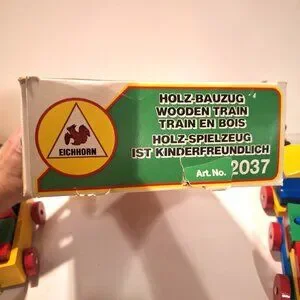 EICHHORN
HOLZ-BAUZUG
WOODEN TRAIN
TRAIN EN BOIS
HOLZ-SPIELZEUG
IST KINDERFREUNDLICH
Art. No. 2037